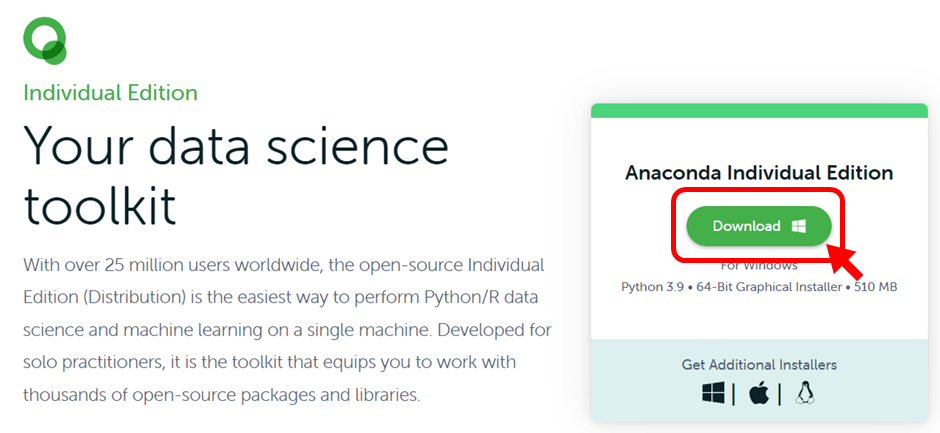 Individual Edition
Your data science
toolkit
With over 25 million users worldwide, the open-source Individual
Edition (Distribution) is the easiest way to perform Python/R data
science and machine learning on a single machine. Developed for
solo practitioners, it is the toolkit that equips you to work with
thousands of open-source packages and libraries.
Anaconda Individual Edition
Download
For Windows
Python 3.9 • 64-Bit Graphical Installer • 510 MB
Get Additional Installers
| |